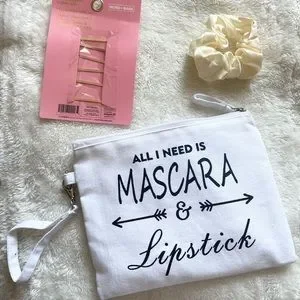 ALL I NEED IS
MASCARA
&
Lipstick